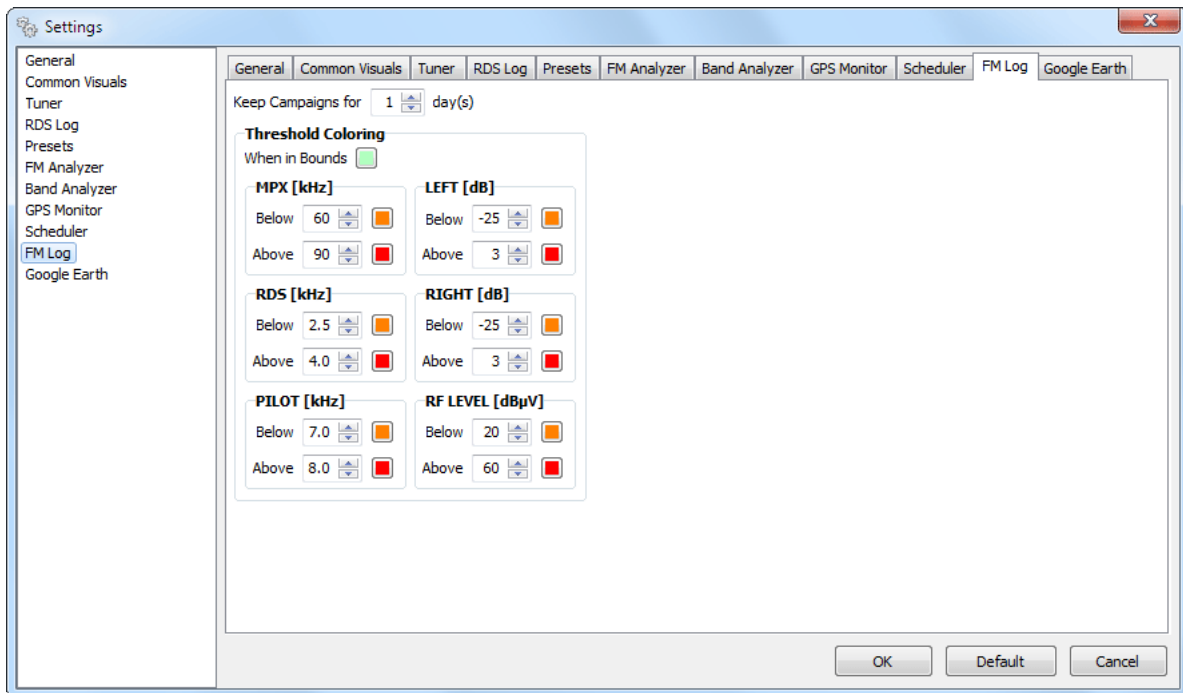 Settings
General
Common Visuals
Tuner
RDS Log
Presets
FM Analyzer
Band Analyzer
GPS Monitor
Scheduler
FM Log
Google Earth
General Common Visuals Tuner RDS Log Presets FM Analyzer Band Analyzer GPS Monitor Scheduler FM Log Google Earth
Keep Campaigns for 1 day(s)
Threshold Coloring
When in Bounds
MPX [kHz]
Below 60
Above 90
LEFT [dB]
Below -25
Above 3
RDS [kHz]
Below 2.5
Above 4.0
RIGHT [dB]
Below -25
Above 3
PILOT [kHz]
Below 7.0
Above 8.0
RF LEVEL [dBµV]
Below 20
Above 60
OK Default Cancel